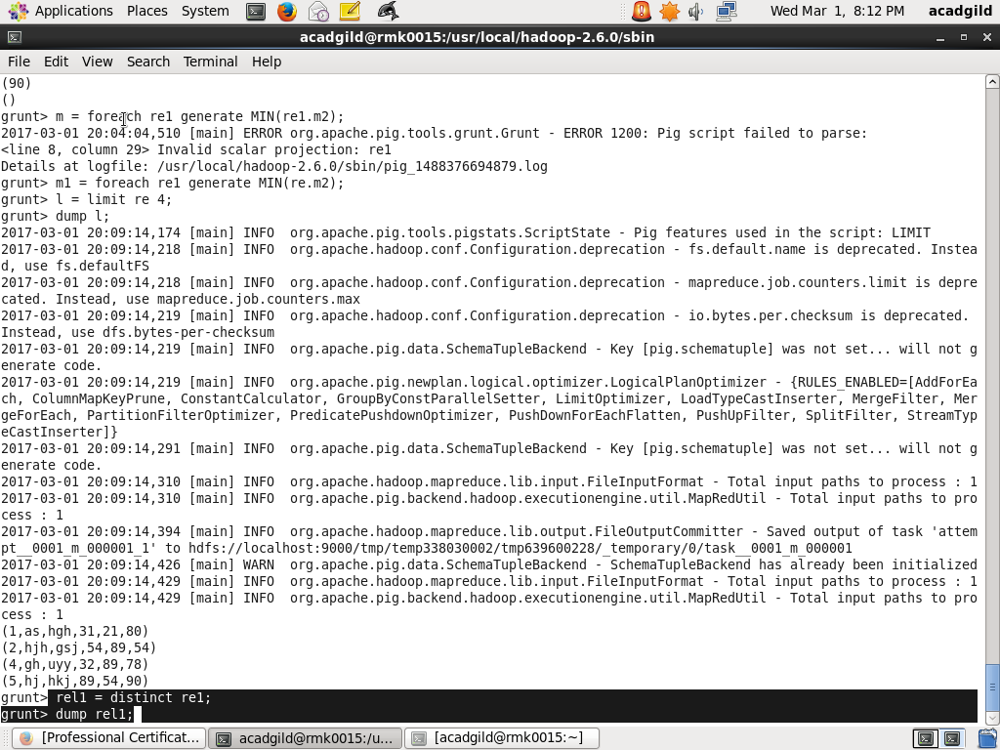 Applications Places System Wed Mar 1, 8:12 PM acadgild
acadgild@rmk0015:/usr/local/hadoop-2.6.0/sbin
File Edit View Search Terminal Help
(90)
()
grunt> m = foreach re1 generate MIN(re1.m2);
2017-03-01 20:04:04,510 [main] ERROR org.apache.pig.tools.grunt.Grunt - ERROR 1200: Pig script failed to parse:
<line 8, column 29> Invalid scalar projection: re1
Details at logfile: /usr/local/hadoop-2.6.0/sbin/pig_1488376694879.log
grunt> m1 = foreach re1 generate MIN(re.m2);
grunt> l = limit re 4;
grunt> dump l;
2017-03-01 20:09:14,174 [main] INFO  org.apache.pig.tools.pigstats.ScriptState - Pig features used in the script: LIMIT
2017-03-01 20:09:14,218 [main] INFO  org.apache.hadoop.conf.Configuration.deprecation - fs.default.name is deprecated. Instea
d, use fs.defaultFS
2017-03-01 20:09:14,218 [main] INFO  org.apache.hadoop.conf.Configuration.deprecation - mapreduce.job.counters.limit is depre
cated. Instead, use mapreduce.job.counters.max
2017-03-01 20:09:14,219 [main] INFO  org.apache.hadoop.conf.Configuration.deprecation - io.bytes.per.checksum is deprecated.
Instead, use dfs.bytes-per-checksum
2017-03-01 20:09:14,219 [main] INFO  org.apache.pig.data.SchemaTupleBackend - Key [pig.schematuple] was not set... will not g
enerate code.
2017-03-01 20:09:14,219 [main] INFO  org.apache.pig.newplan.logical.optimizer.LogicalPlanOptimizer - {RULES_ENABLED=[AddForEa
ch, ColumnMapKeyPrune, ConstantCalculator, GroupByConstParallelSetter, LimitOptimizer, LoadTypeCastInserter, MergeFilter, Mer
geForEach, PartitionFilterOptimizer, PredicatePushdownOptimizer, PushDownForEachFlatten, PushUpFilter, SplitFilter, StreamTyp
eCastInserter]}
2017-03-01 20:09:14,291 [main] INFO  org.apache.pig.data.SchemaTupleBackend - Key [pig.schematuple] was not set... will not g
enerate code.
2017-03-01 20:09:14,310 [main] INFO  org.apache.hadoop.mapreduce.lib.input.FileInputFormat - Total input paths to process : 1
2017-03-01 20:09:14,310 [main] INFO  org.apache.pig.backend.hadoop.executionengine.util.MapRedUtil - Total input paths to pro
cess : 1
2017-03-01 20:09:14,394 [main] INFO  org.apache.hadoop.mapreduce.lib.output.FileOutputCommitter - Saved output of task 'attem
pt__0001_m_000001_1' to hdfs://localhost:9000/tmp/temp338030002/tmp639600228/_temporary/0/task__0001_m_000001
2017-03-01 20:09:14,426 [main] WARN  org.apache.pig.data.SchemaTupleBackend - SchemaTupleBackend has already been initialized
2017-03-01 20:09:14,429 [main] INFO  org.apache.hadoop.mapreduce.lib.input.FileInputFormat - Total input paths to process : 1
2017-03-01 20:09:14,429 [main] INFO  org.apache.pig.backend.hadoop.executionengine.util.MapRedUtil - Total input paths to pro
cess : 1
(1,as,hgh,31,21,80)
(2,hjh,gsj,54,89,54)
(4,gh,uyy,32,89,78)
(5,hj,hkj,89,54,90)
grunt> rel1 = distinct re1;
grunt> dump rel1;
[Professional Certificat... acadgild@rmk0015:/u... [acadgild@rmk0015:~]